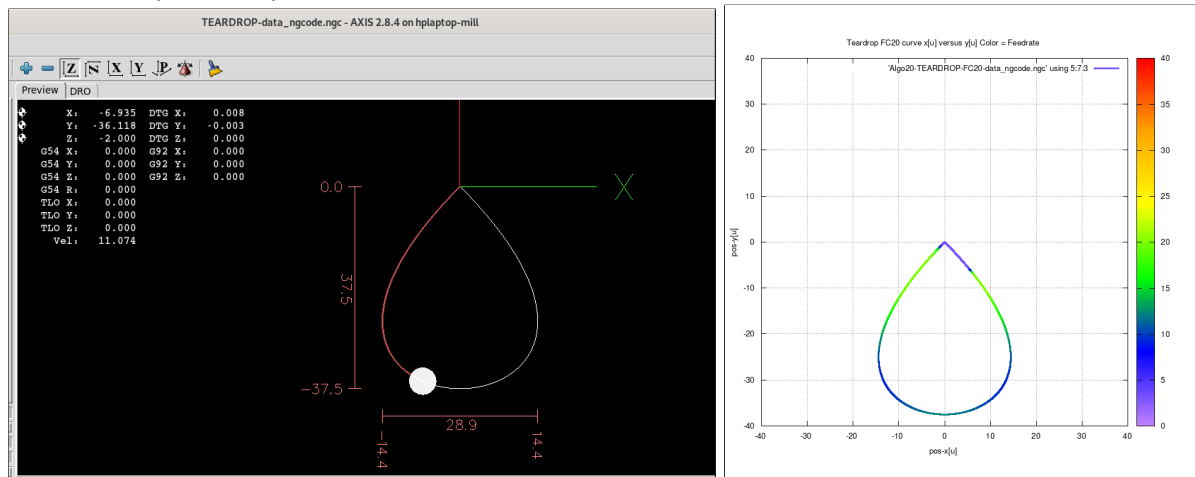 TEARDROP-data_ngcode.ngc - AXIS 2.8.4 on hplaptop-mill
Z N X Y P
Preview DRO
X: -6.935 DTG X: 0.008
Y: -36.118 DTG Y: -0.003
Z: -2.000 DTG Z: 0.000
G54 X: 0.000 G92 X: 0.000
G54 Y: 0.000 G92 Y: 0.000
G54 Z: 0.000 G92 Z: 0.000
G54 R: 0.000
TLO X: 0.000
TLO Y: 0.000
TLO Z: 0.000
Vel: 11.074
0.0
X
37.5
-37.5
28.9
-14.4
14.4
Teardrop FC20 curve x[u] versus y[u] Color = Feedrate
'Algo20-TEARDROP-FC20-data_ngcode.ngc' using 5:7:3
40
30
20
10
0
-10
-20
-30
-40
pos-y[u]
-40 -30 -20 -10 0 10 20 30 40
pos-x[u]
40
35
30
25
20
15
10
5
0